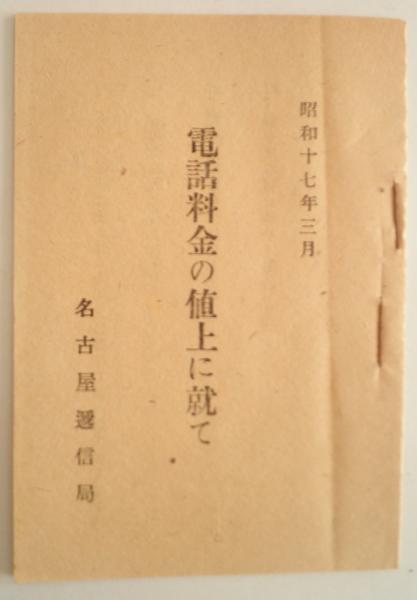 昭和十七年三月
電話料金の値上に就て
名古屋遞信局